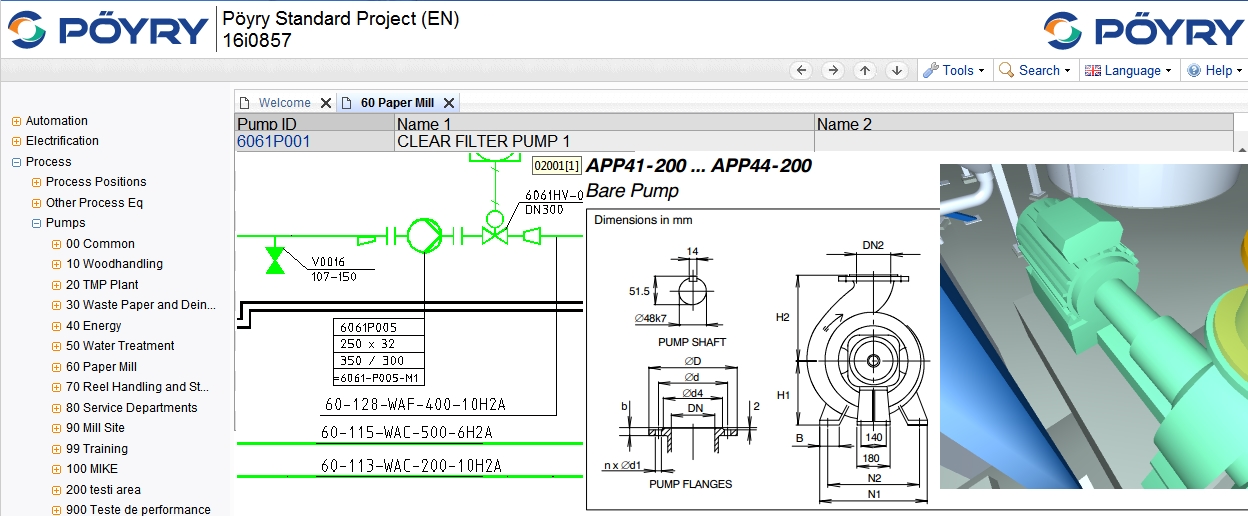 PÖYRY
Pöyry Standard Project (EN)
16i0857
PÖYRY
Tools
Search
Language
Help
Welcome
60 Paper Mill
Pump ID Name 1 Name 2
6061P001 CLEAR FILTER PUMP 1
Automation
Electrification
Process
Process Positions
Other Process Eq
Pumps
00 Common
10 Woodhandling
20 TMP Plant
30 Waste Paper and Dein...
40 Energy
50 Water Treatment
60 Paper Mill
70 Reel Handling and St...
80 Service Departments
90 Mill Site
99 Training
100 MIKE
200 testi area
900 Teste de performance
02001[1]
6061HV-0
DN300
V0016
107-150
6061P005
250 x 32
350 / 300
=6061-P005-M1
60-128-WAF-400-10H2A
60-115-WAC-500-6H2A
60-113-WAC-200-10H2A
APP41-200 ... APP44-200
Bare Pump
Dimensions in mm
14
51.5
∅48k7
PUMP SHAFT
∅D
∅d
∅d4
DN
b
2
n x ∅d1
PUMP FLANGES
DN2
H2
H1
B
140
180
N2
N1